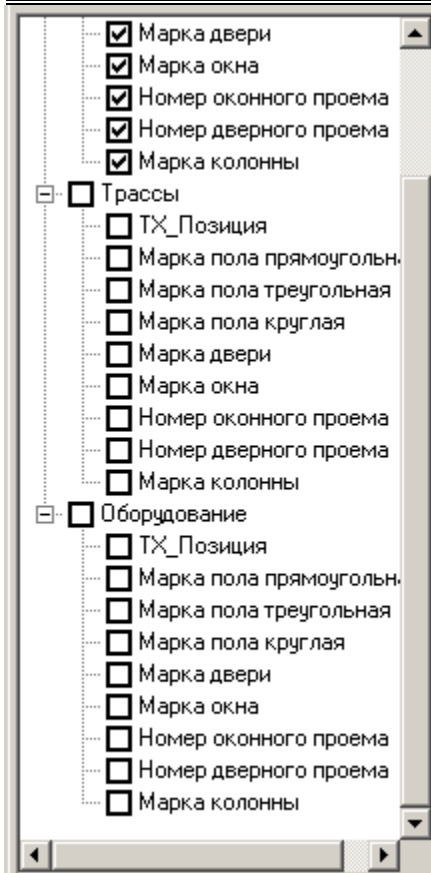 Марка двери
Марка окна
Номер оконного проема
Номер дверного проема
Марка колонны
Трассы
ТХ_Позиция
Марка пола прямоугольн
Марка пола треугольная
Марка пола круглая
Марка двери
Марка окна
Номер оконного проема
Номер дверного проема
Марка колонны
Оборудование
ТХ_Позиция
Марка пола прямоугольн
Марка пола треугольная
Марка пола круглая
Марка двери
Марка окна
Номер оконного проема
Номер дверного проема
Марка колонны